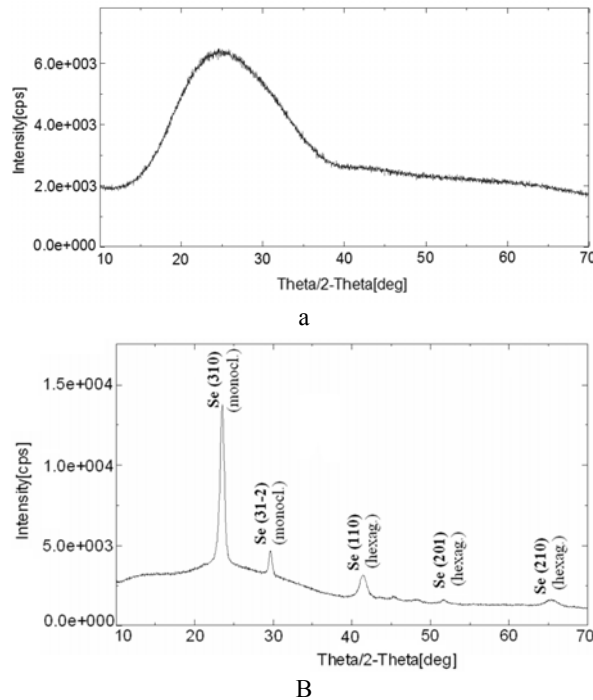 Intensity[cps]
6.0e+003
4.0e+003
2.0e+003
0.0e+000
10 20 30 40 50 60 70
Theta/2-Theta[deg]
a
Intensity[cps]
1.5e+004
1.0e+004
5.0e+003
0.0e+000
Se (310)
(monocl.)
Se (31-2)
(monocl.)
Se (110)
(hexag.)
Se (201)
(hexag.)
Se (210)
(hexag.)
10 20 30 40 50 60 70
Theta/2-Theta[deg]
B